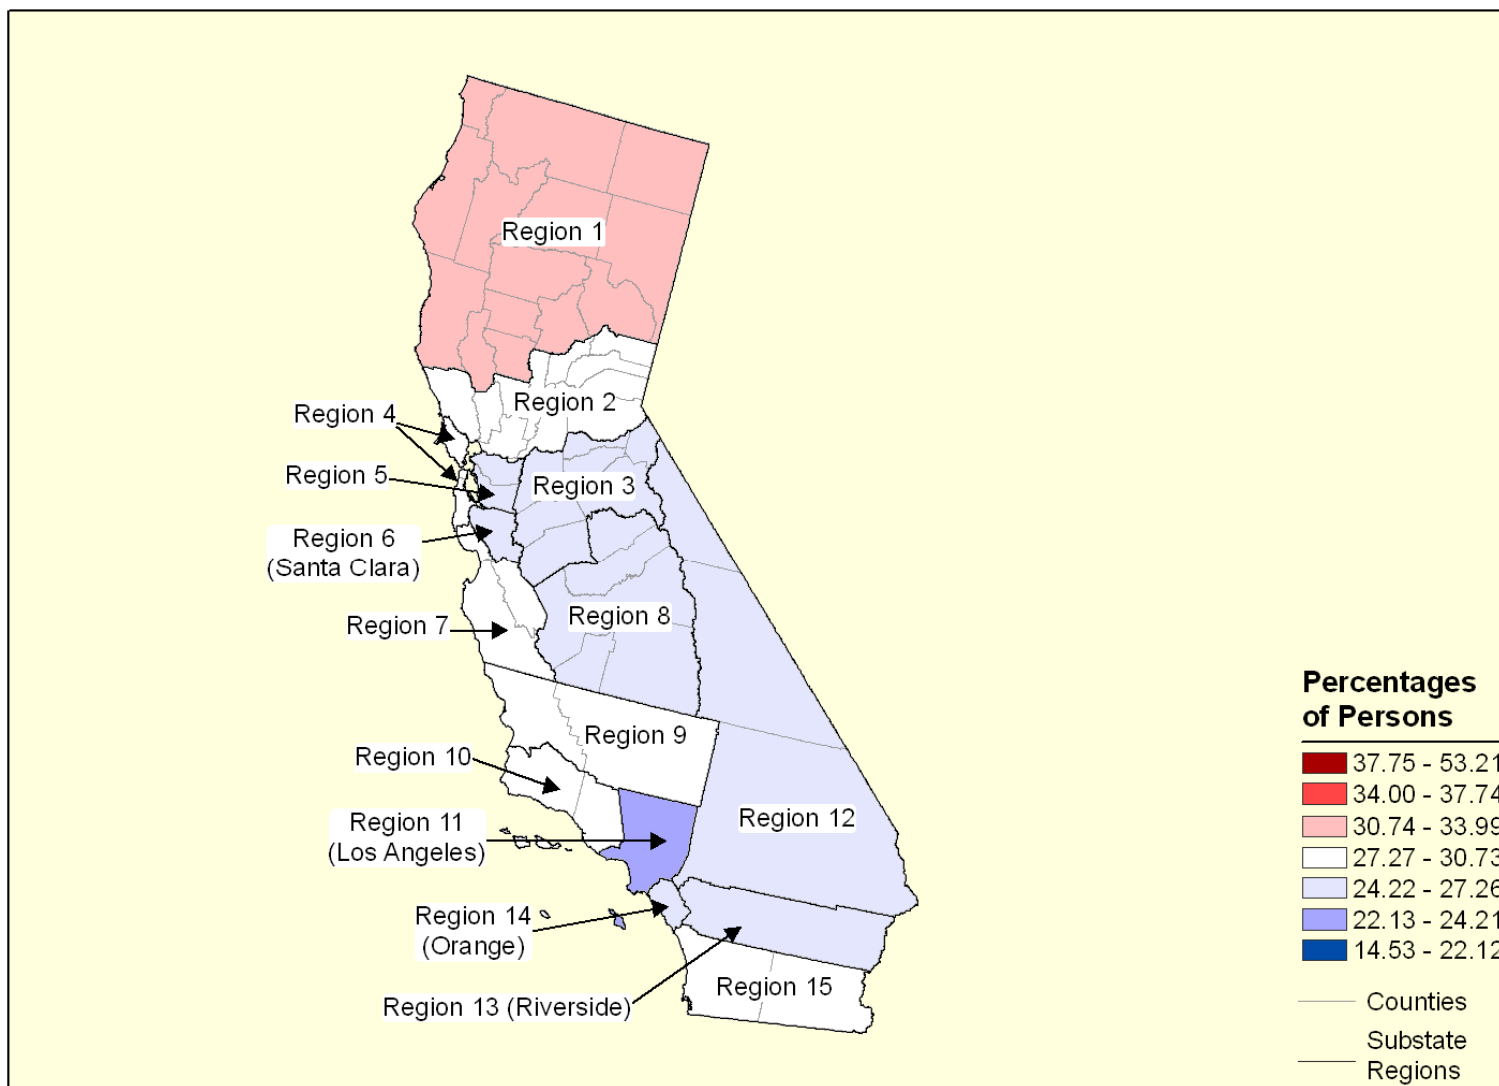 Region 1
Region 2
Region 4
Region 5
Region 3
Region 6
(Santa Clara)
Region 7
Region 8
Region 9
Region 10
Region 11
(Los Angeles)
Region 12
Region 14
(Orange)
Region 13 (Riverside)
Region 15
Percentages
of Persons
37.75 - 53.21
34.00 - 37.74
30.74 - 33.99
27.27 - 30.73
24.22 - 27.26
22.13 - 24.21
14.53 - 22.12
Counties
Substate
Regions